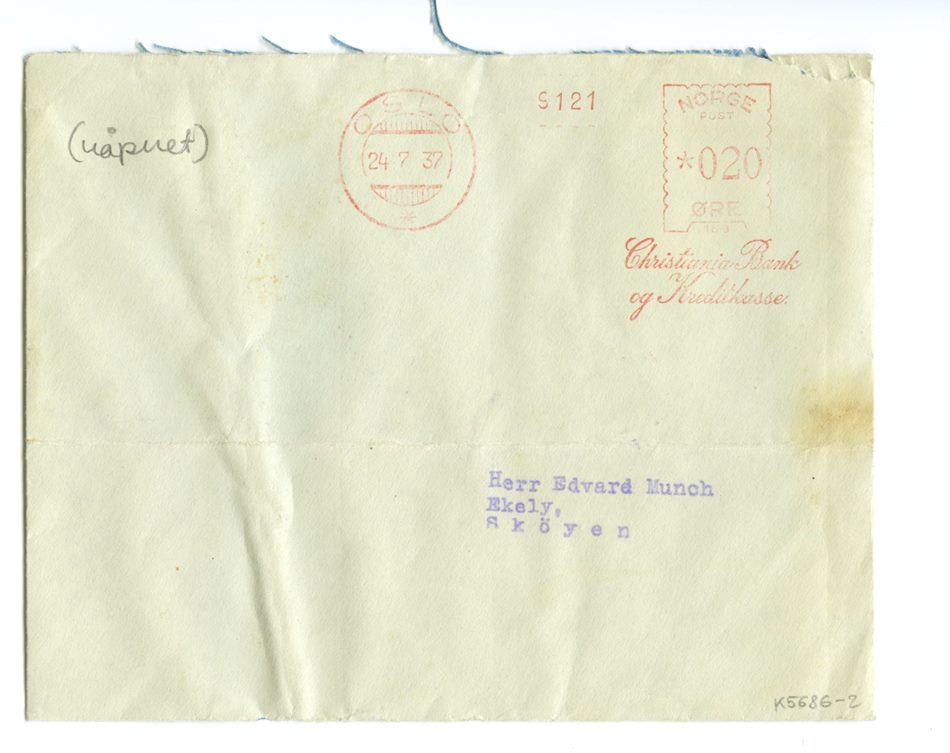 (uåpnet)
OSLO
24 7 37
9121
NORGE
POST
*020
ØRE
Christiania Bank
og Kreditkasse.
Herr Edvard Munch
Ekely,
Sköyen
K5686-2